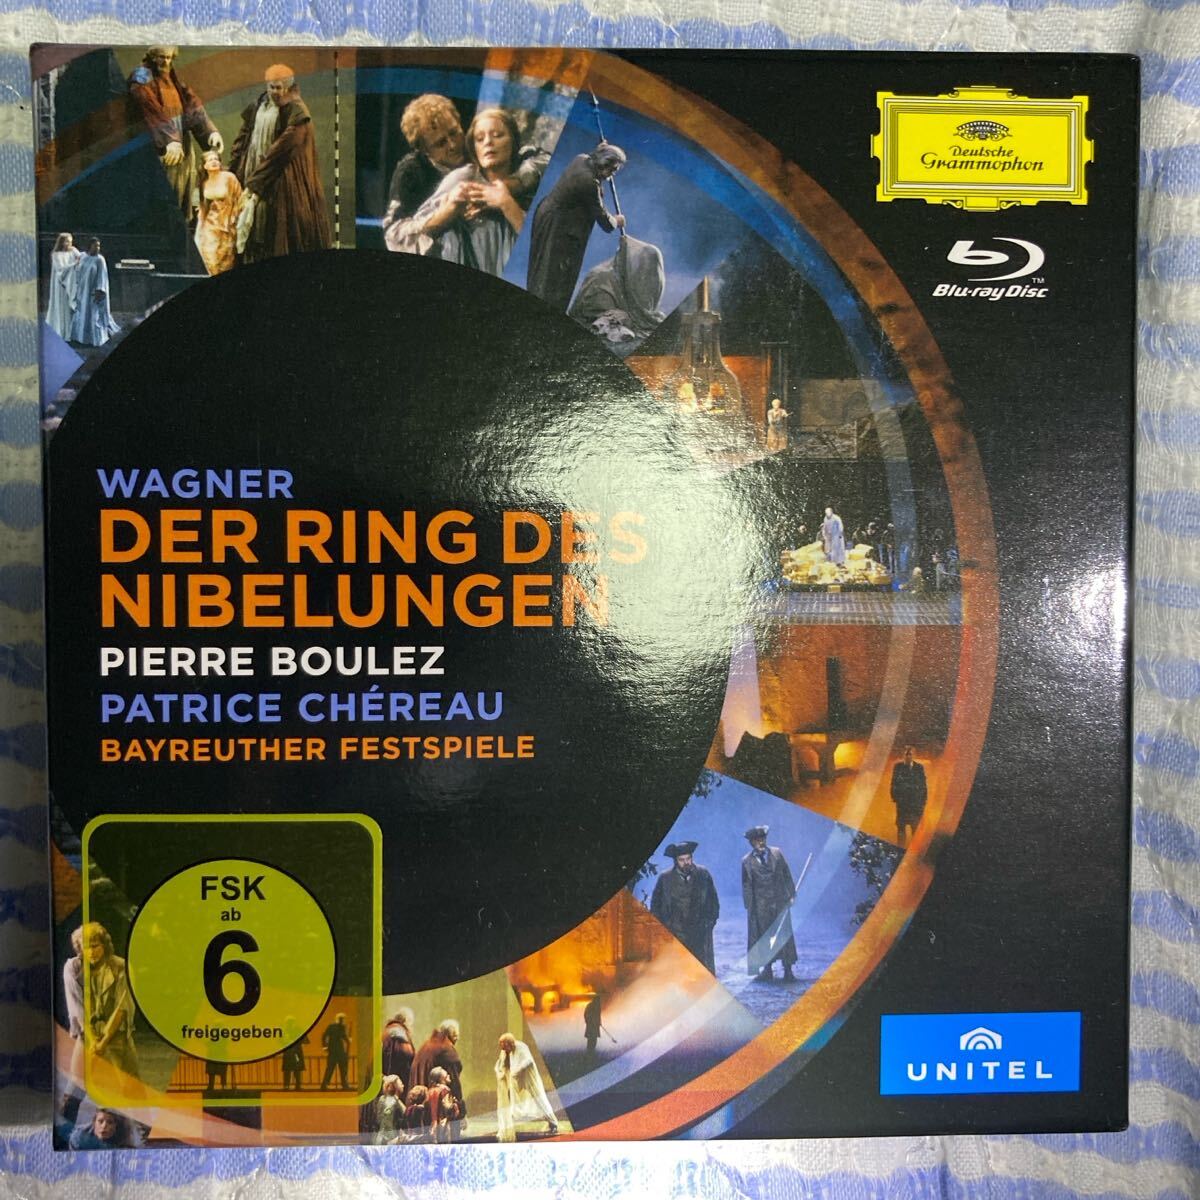 Deutsche
Grammophon
Blu-ray Disc™
WAGNER
DER RING DES
NIBELUNGEN
PIERRE BOULEZ
PATRICE CHÉREAU
BAYREUTHER FESTSPIELE
FSK
ab
6
freigegeben
UNITEL